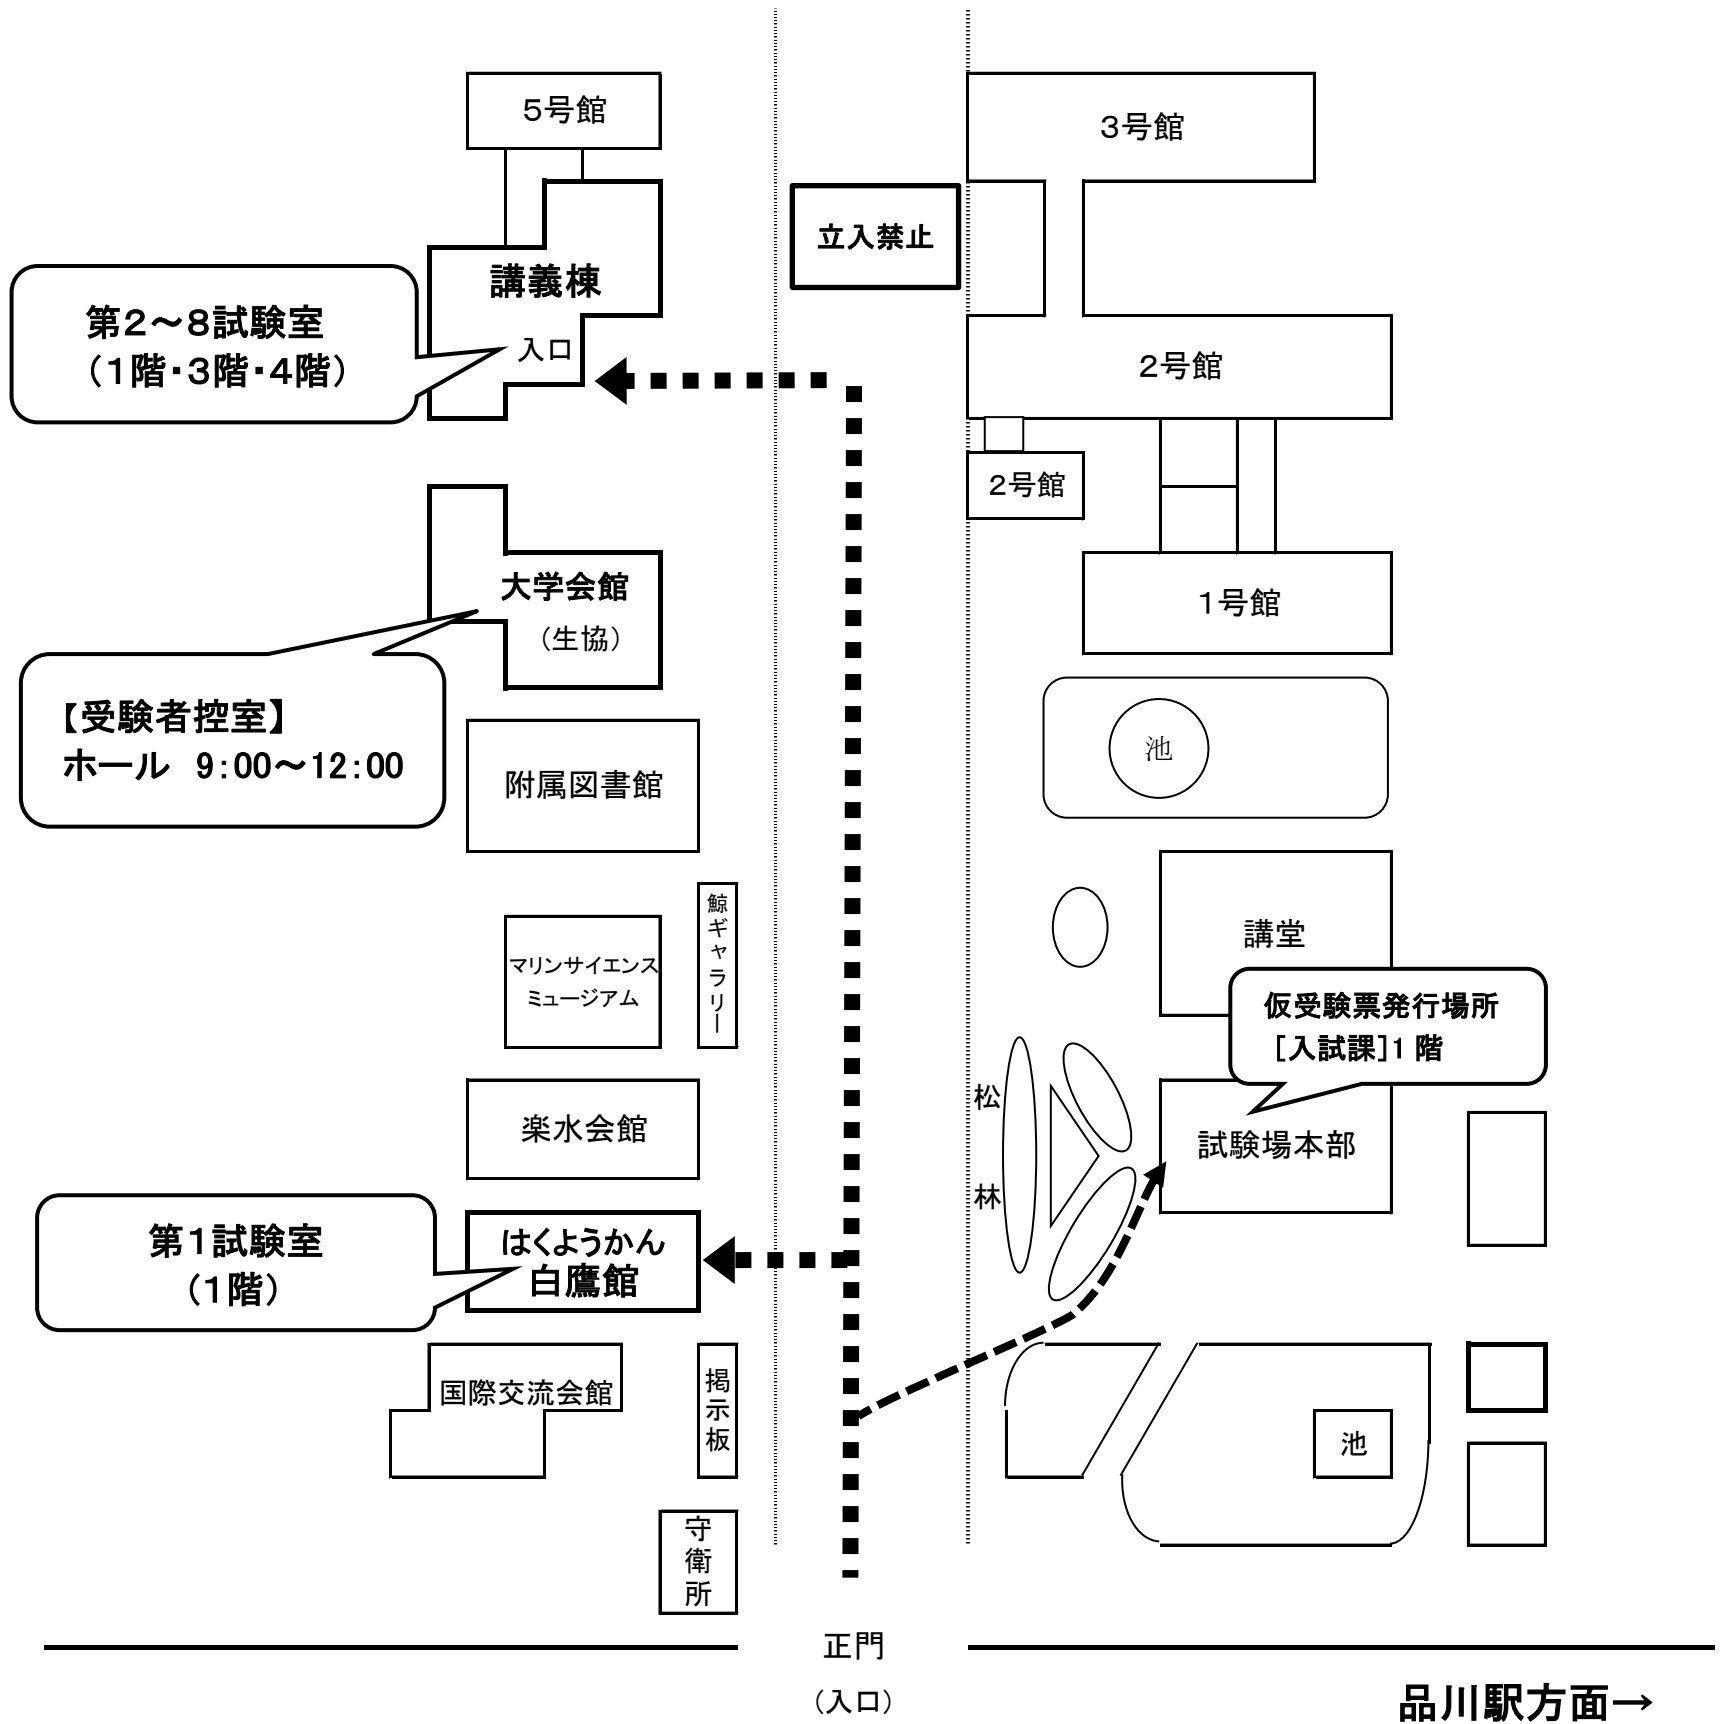 5号館
3号館
立入禁止
講義棟
入口
第2～8試験室
（1階・3階・4階）
2号館
2号館
大学会館
（生協）
1号館
【受験者控室】
ホール　9:00～12:00
附属図書館
池
鯨ギャラリー
マリンサイエンス
ミュージアム
講堂
仮受験票発行場所
[入試課]1 階
松
林
楽水会館
試験場本部
第1試験室
（1階）
はくようかん
白鷹館
国際交流会館
掲示板
池
守衛所
正門
（入口）
品川駅方面→